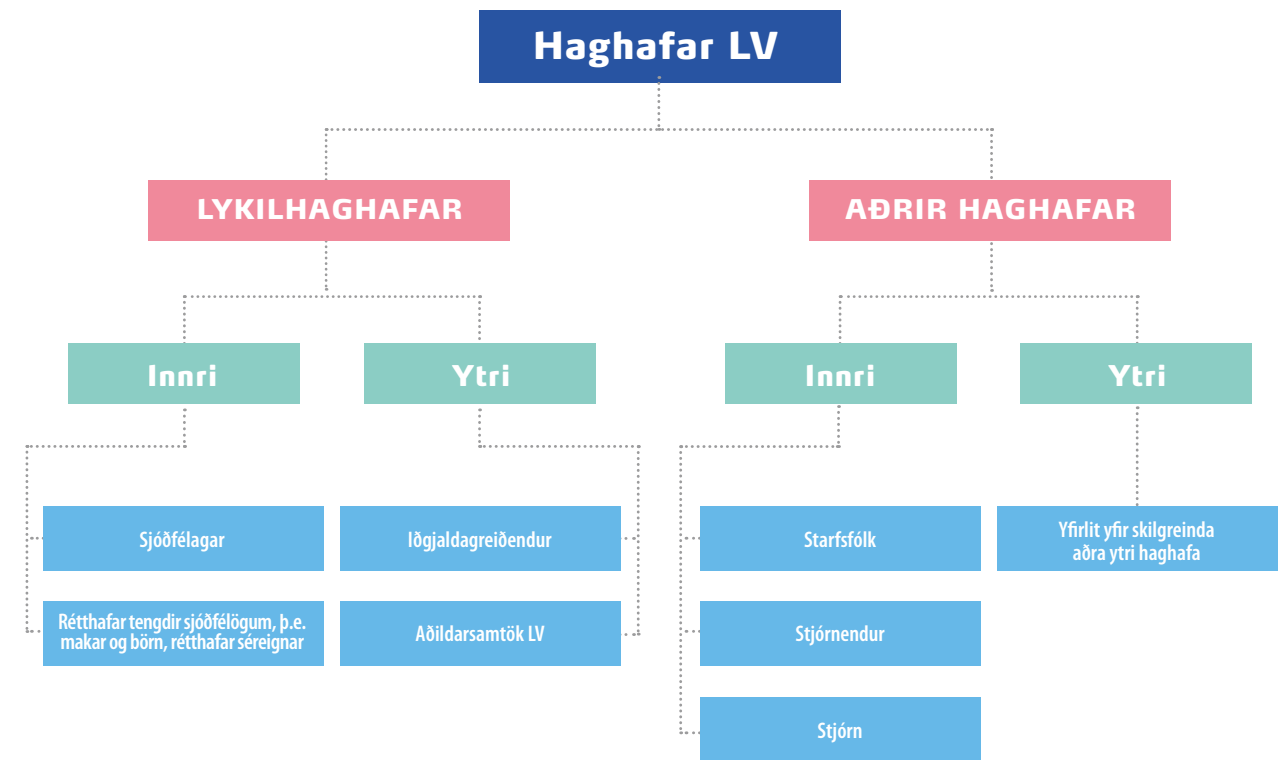 Haghafar LV
LYKILHAGHAFAR
AÐRIR HAGHAFAR
Innri
Ytri
Innri
Ytri
Sjóðfélagar
Iðgjaldagreiðendur
Starfsfólk
Yfirlit yfir skilgreinda
aðra ytri haghafa
Rétthafar tengdir sjóðfélögum, þ.e.
makar og börn, rétthafar séreignar
Aðildarsamtök LV
Stjórnendur
Stjórn